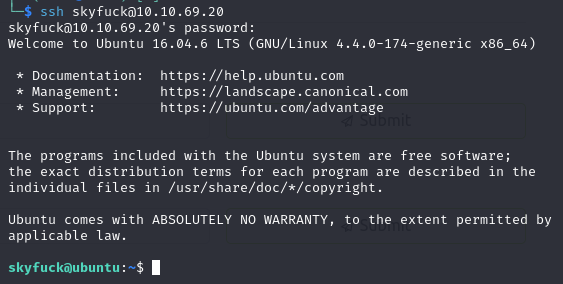 └─$ ssh skyfuck@10.10.69.20
skyfuck@10.10.69.20's password:
Welcome to Ubuntu 16.04.6 LTS (GNU/Linux 4.4.0-174-generic x86_64)
* Documentation:  https://help.ubuntu.com
* Management:     https://landscape.canonical.com
* Support:        https://ubuntu.com/advantage
Submit
The programs included with the Ubuntu system are free software;
the exact distribution terms for each program are described in the
individual files in /usr/share/doc/*/copyright.
Ubuntu comes with ABSOLUTELY NO WARRANTY, to the extent permitted by
Submit
applicable law.
skyfuck@ubuntu:~$